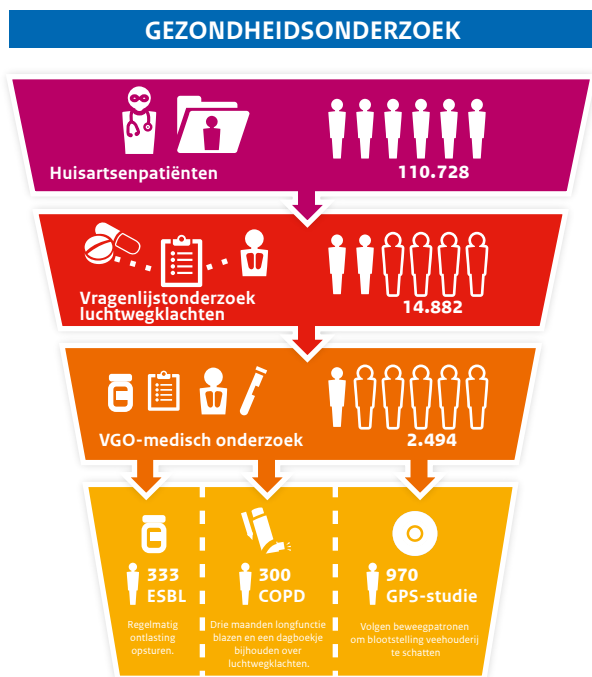 GEZONDHEIDSONDERZOEK
Huisartsenpatiënten
110.728
Vragenlijstonderzoek
luchtwegklachten
14.882
VGO-medisch onderzoek
2.494
333
ESBL
Regelmatig
ontlasting
opsturen.
300
COPD
Drie maanden longfunctie
blazen en een dagboekje
bijhouden over
luchtwegklachten.
970
GPS-studie
Volgen beweegpatronen
om blootstelling veehouderij
te schatten